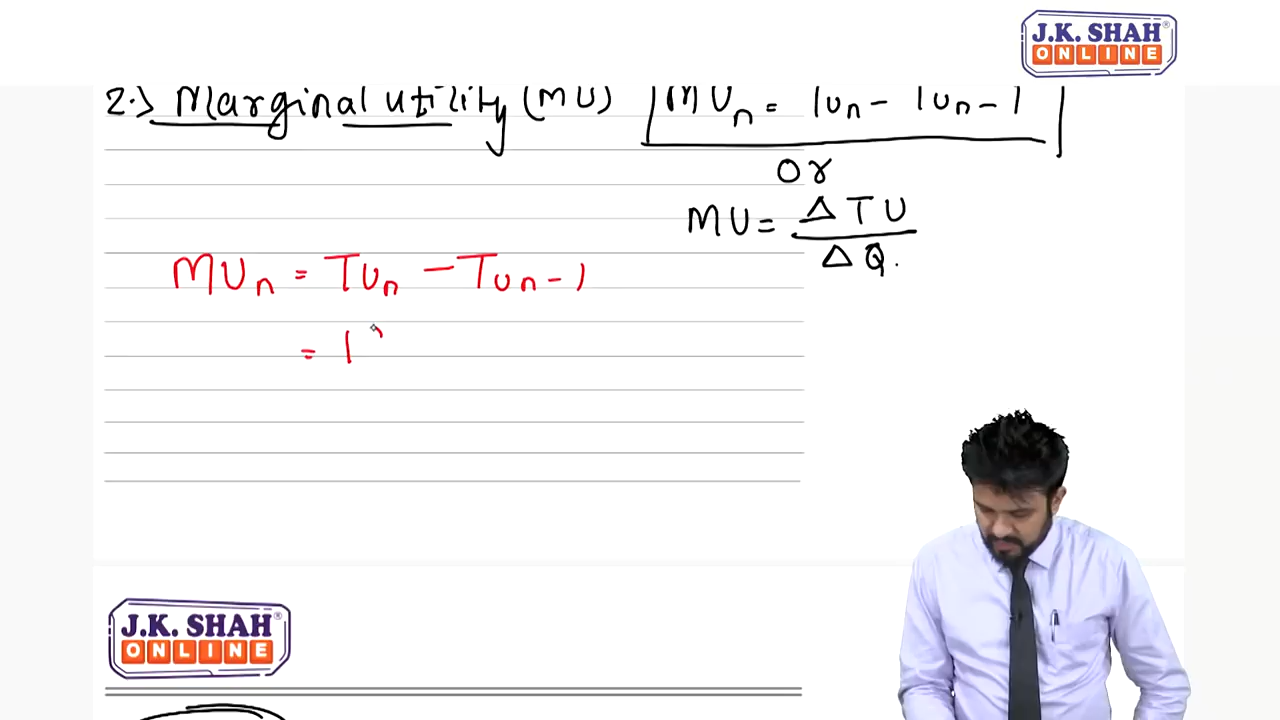 J.K. SHAH®
ONLINE
2.) Marginal Utility (MU) MUn = TUn - TUn-1
Or
MU = ΔTU
ΔQ.
MUn = TUn - TUn-1
= 1
J.K. SHAH®
ONLINE